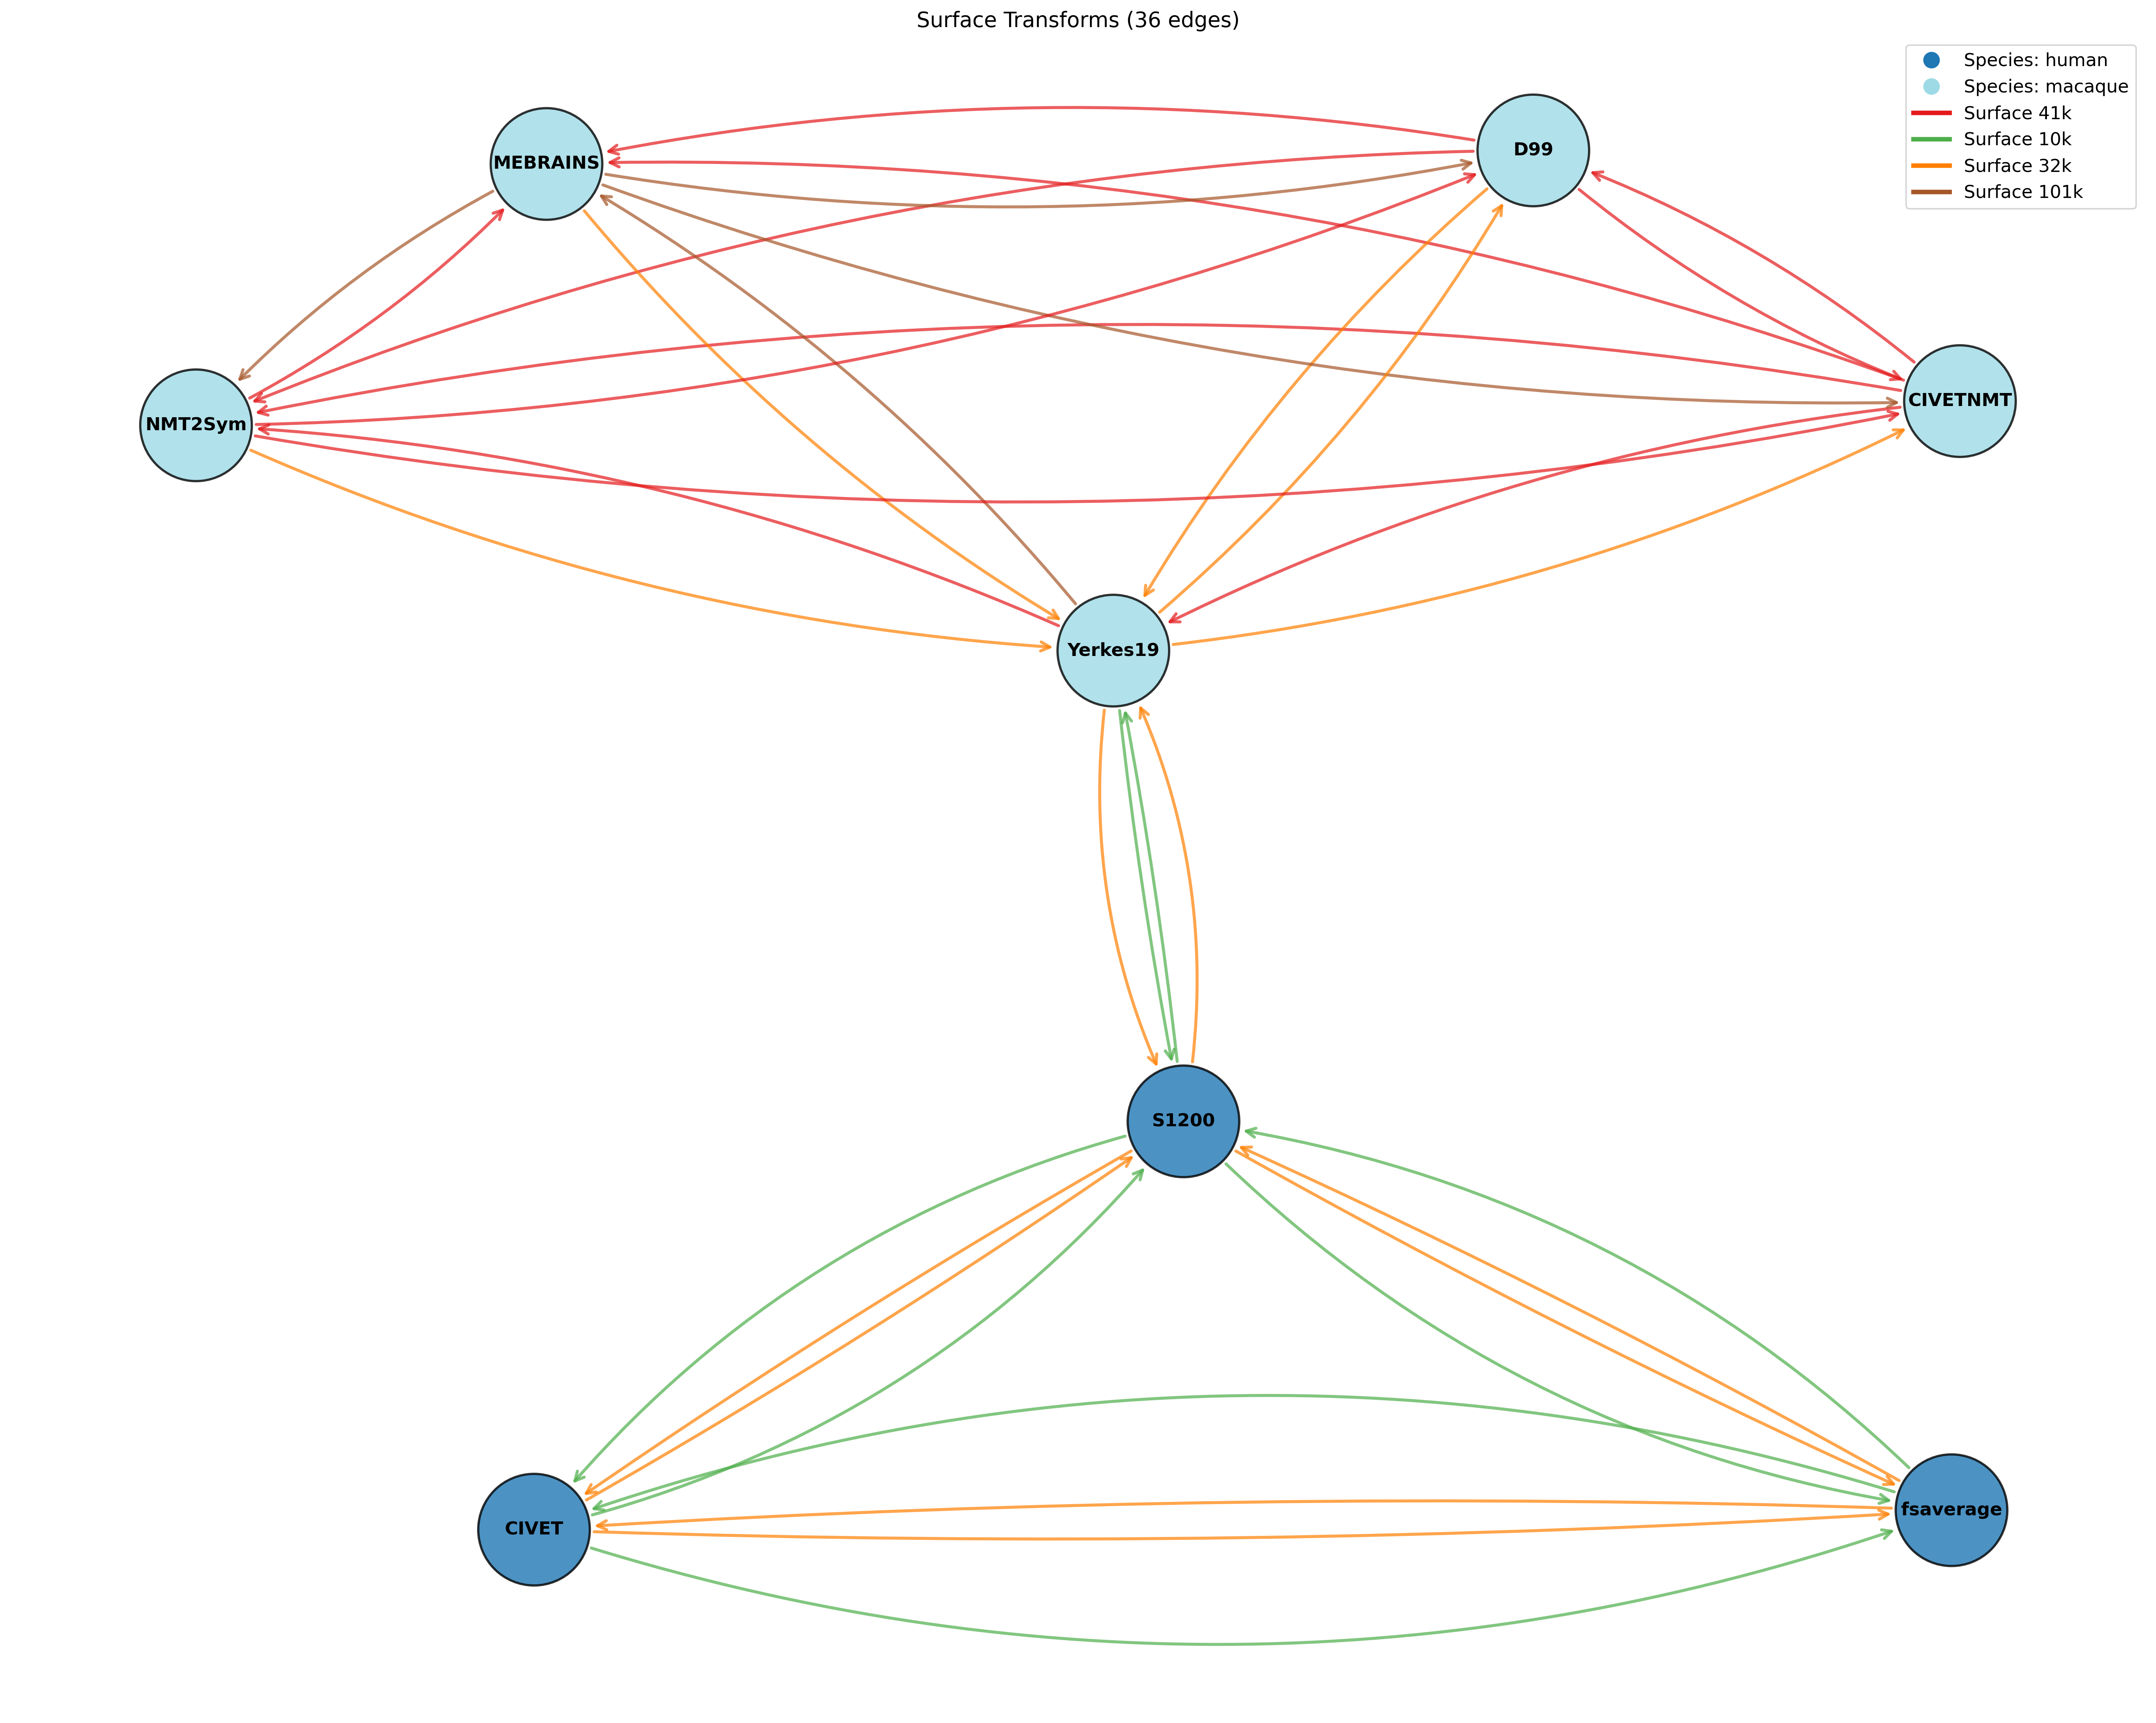 Surface Transforms (36 edges)
Species: human
Species: macaque
Surface 41k
Surface 10k
Surface 32k
Surface 101k
MEBRAINS
D99
CIVETNMT
NMT2Sym
Yerkes19
S1200
CIVET
fsaverage